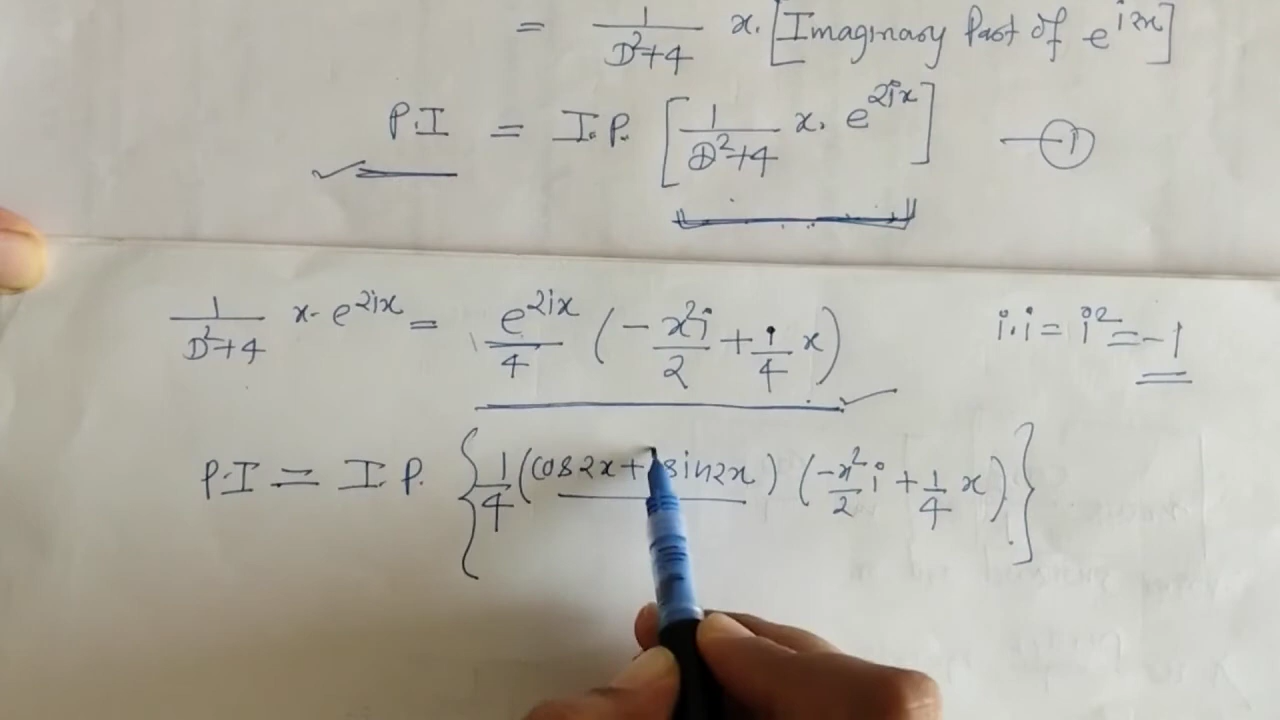 = 1/(D²+4) x. [Imaginary Part of e^{i2x}]
P.I = I.P. [1/(D²+4) x. e^{2ix}] —①
1/(D²+4) x. e^{2ix} = e^{2ix}/4 (-x²i/2 + 1/4 x) i.i = i² = -1
P.I = I.P. {1/4 (cos2x + sin2x) (-x²/2 i + 1/4 x)}